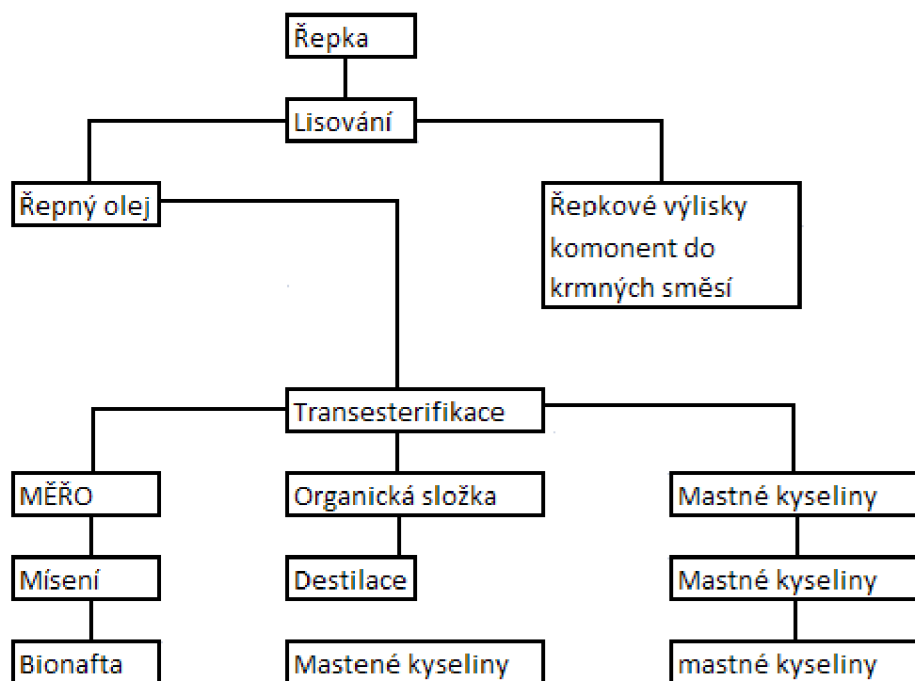 Řepka
Lisování
Řepný olej
Řepkové výlisky
komonent do
krmných směsí
Transesterifikace
MĚŘO
Organická složka
Mastné kyseliny
Mísení
Destilace
Mastné kyseliny
Bionafta
Mastené kyseliny
mastné kyseliny